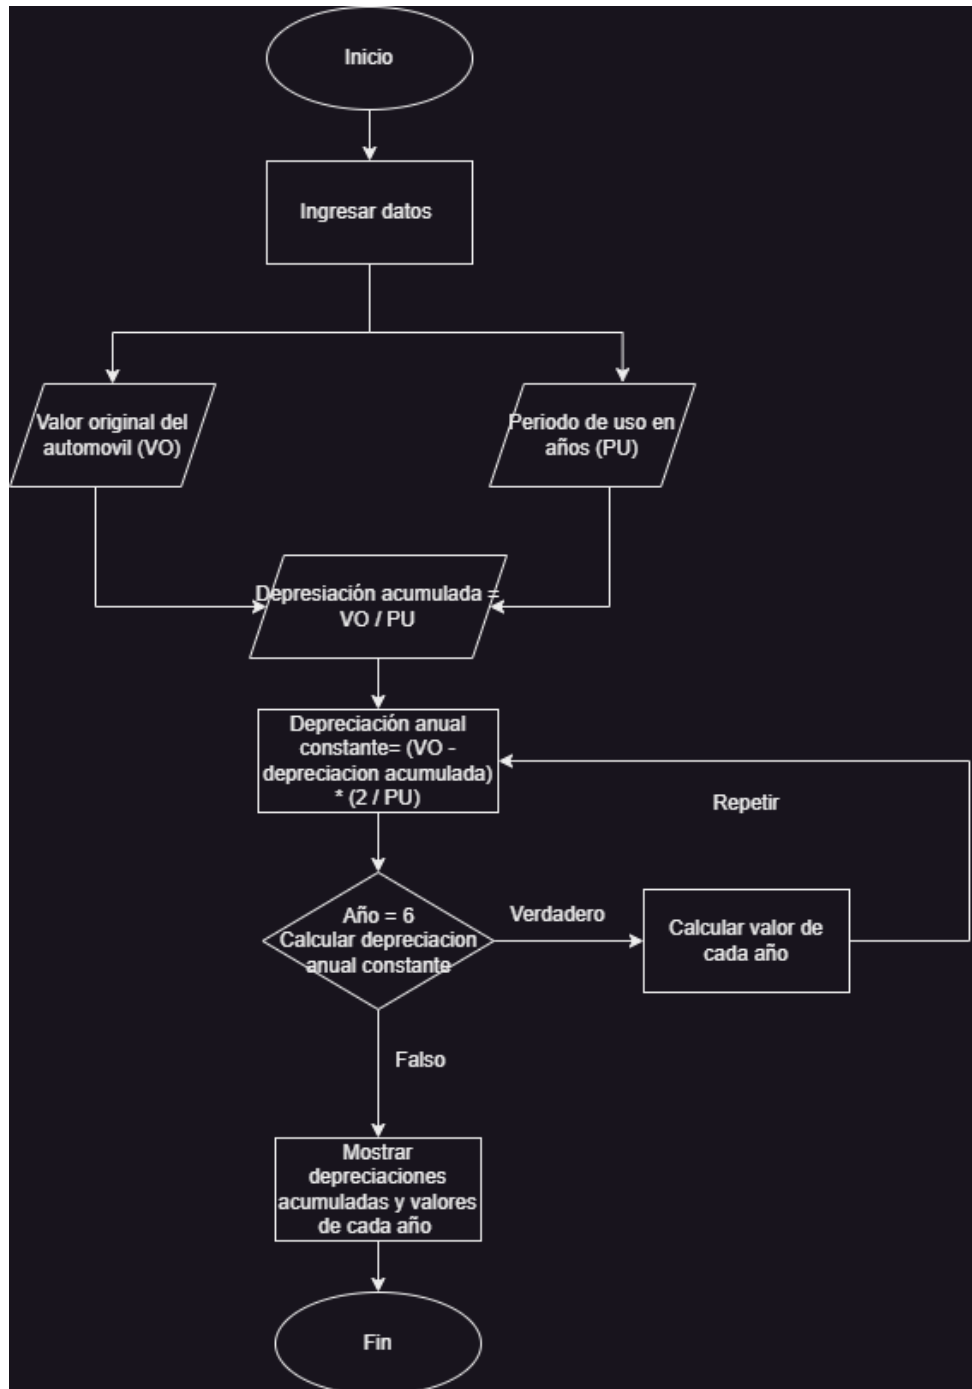 Inicio
Ingresar datos
Valor original del
automovil (VO)
Periodo de uso en
años (PU)
Depresiación acumulada =
VO / PU
Depreciación anual
constante= (VO -
depreciacion acumulada)
* (2 / PU)
Repetir
Año = 6
Calcular depreciacion
anual constante
Verdadero
Calcular valor de
cada año
Falso
Mostrar
depreciaciones
acumuladas y valores
de cada año
Fin